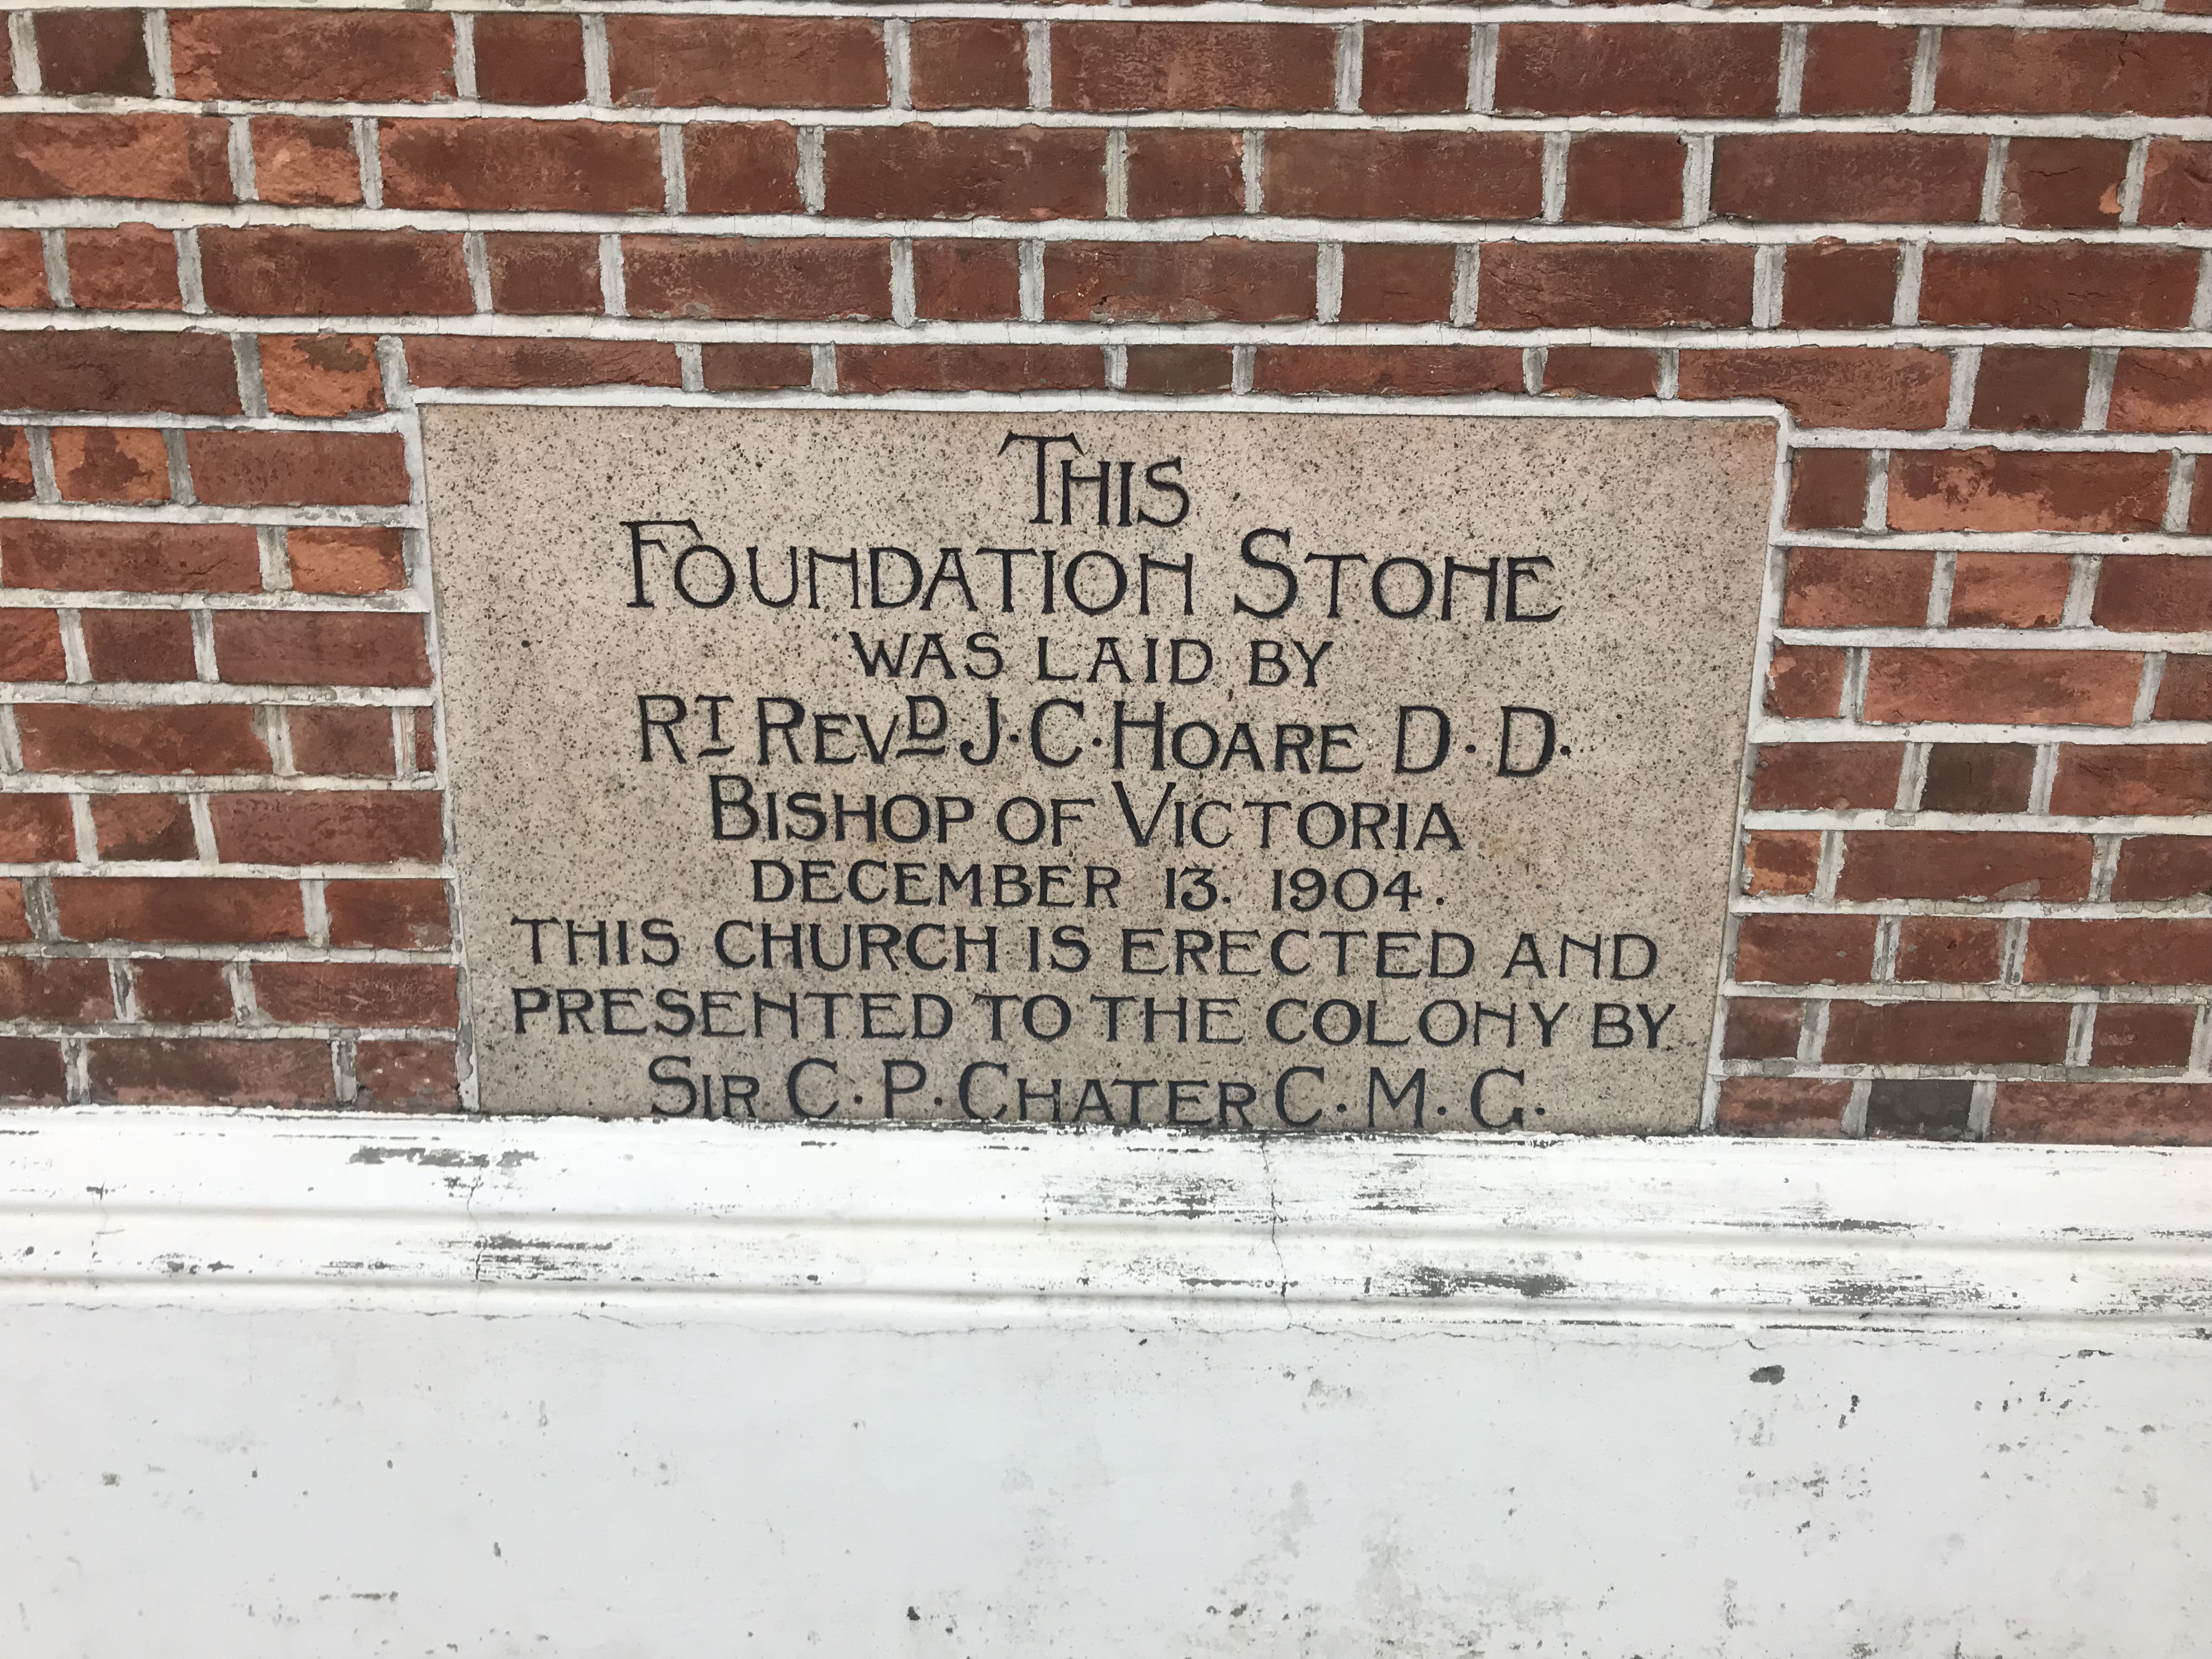 THIS
FOUNDATION STONE
WAS LAID BY
RT REVD J·C·HOARE D·D·
BISHOP OF VICTORIA
DECEMBER 13. 1904.
THIS CHURCH IS ERECTED AND
PRESENTED TO THE COLONY BY
SIR C·P·CHATER C·M·G·